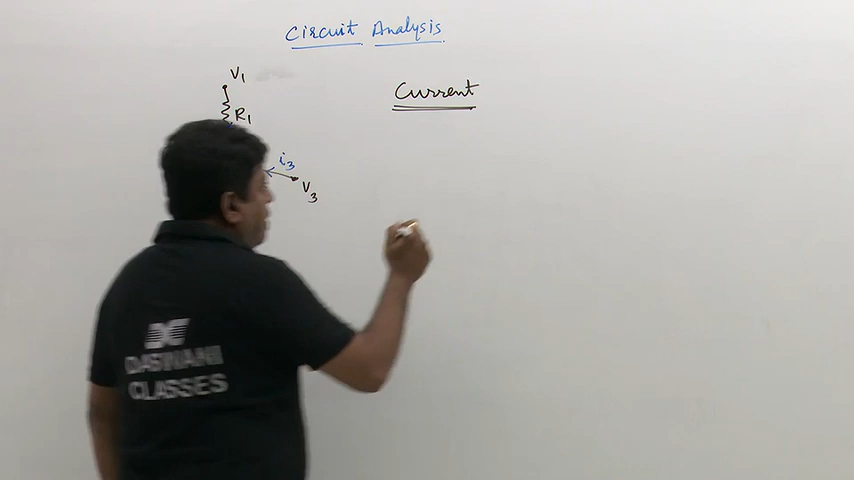 Circuit Analysis
V1
Current
R1
i3
V3
DASWANI
CLASSES